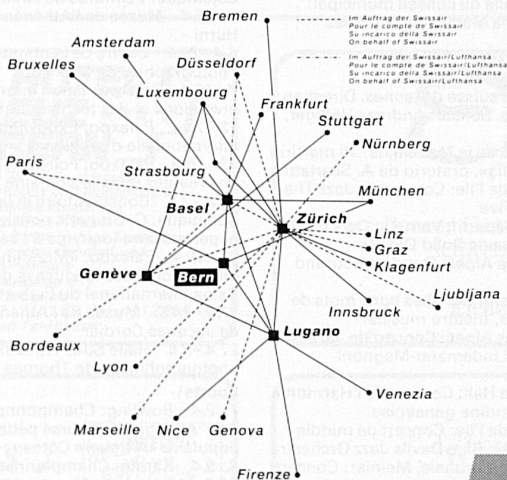 Bremen
Im Auftrag der Swissair
Pour le compte de Swissair
Su incarico della Swissair
On behalf of Swissair
Amsterdam
Bruxelles
Düsseldorf
Im Auftrag der Swissair/Lufthansa
Pour le compte de Swissair/Lufthansa
Su incarico della Swissair/Lufthansa
On behalf of Swissair/Lufthansa
Luxembourg
Frankfurt
Stuttgart
Nürnberg
Paris
Strasbourg
München
Basel
Zürich
Linz
Graz
Genève
Bern
Klagenfurt
Ljubljana
Innsbruck
Lugano
Bordeaux
Lyon
Venezia
Marseille
Nice
Genova
Firenze